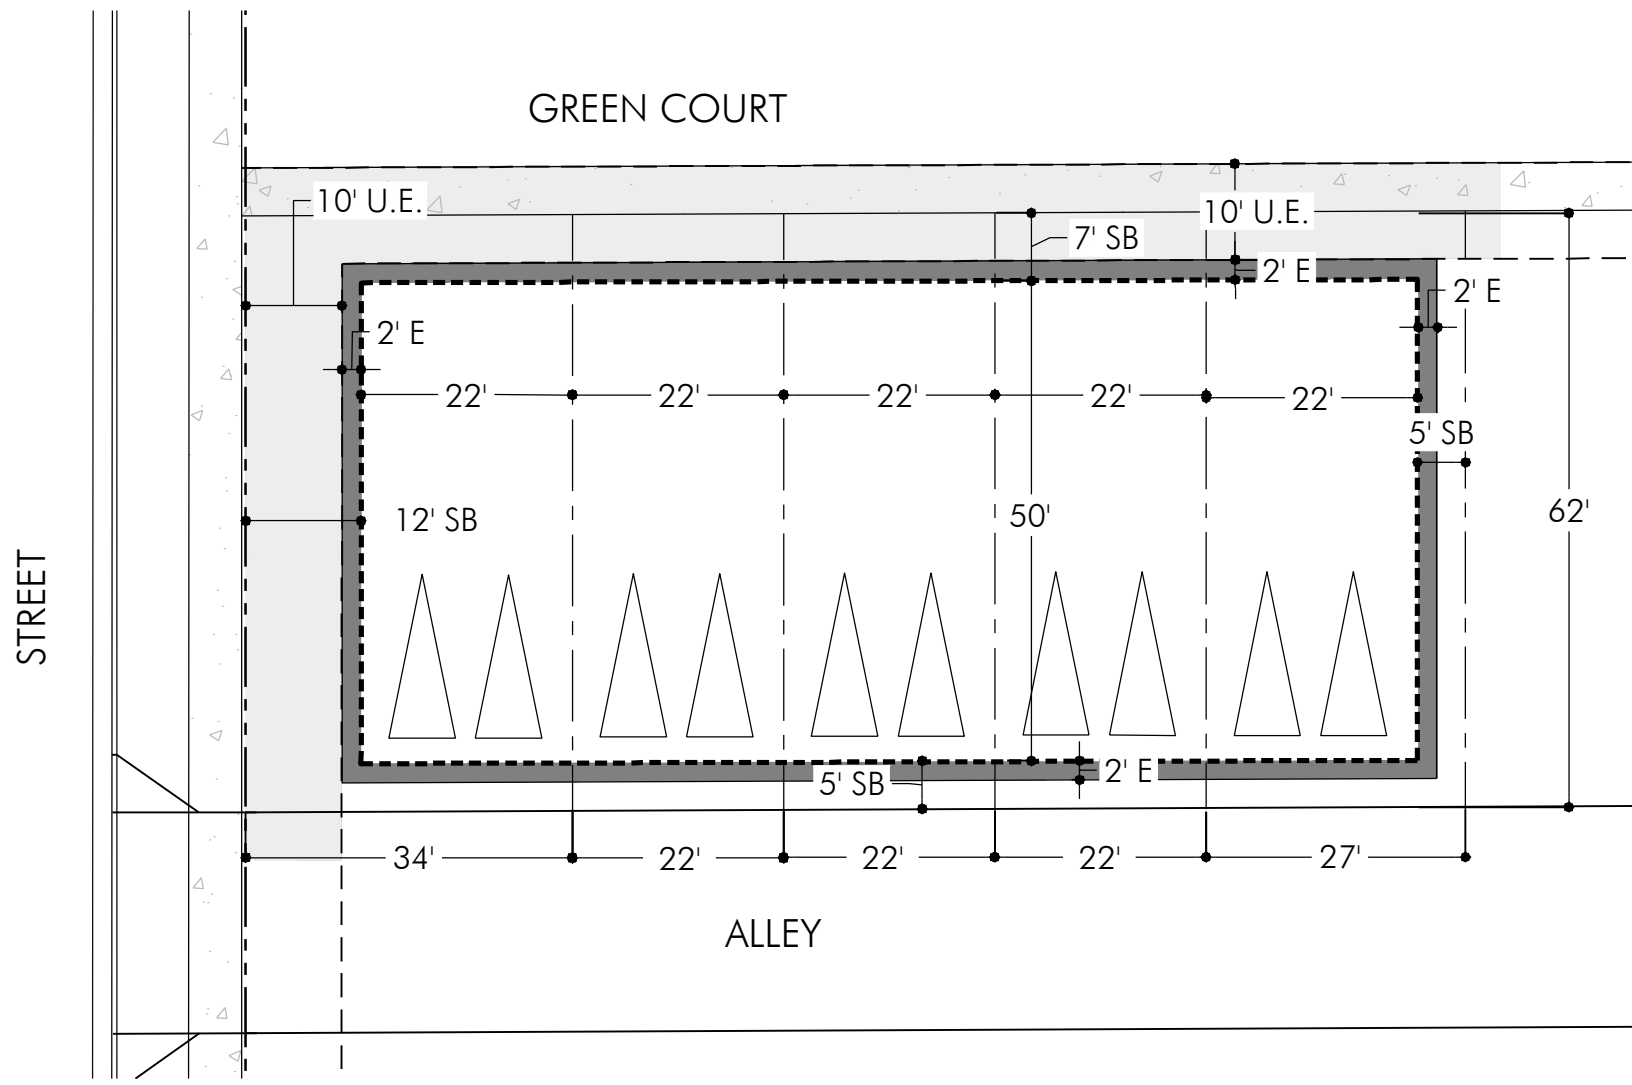 GREEN COURT
10' U.E.
10' U.E.
7' SB
2' E
2' E
2' E
22'
22'
22'
22'
22'
5' SB
12' SB
50'
62'
STREET
5' SB
2' E
34'
22'
22'
22'
27'
ALLEY